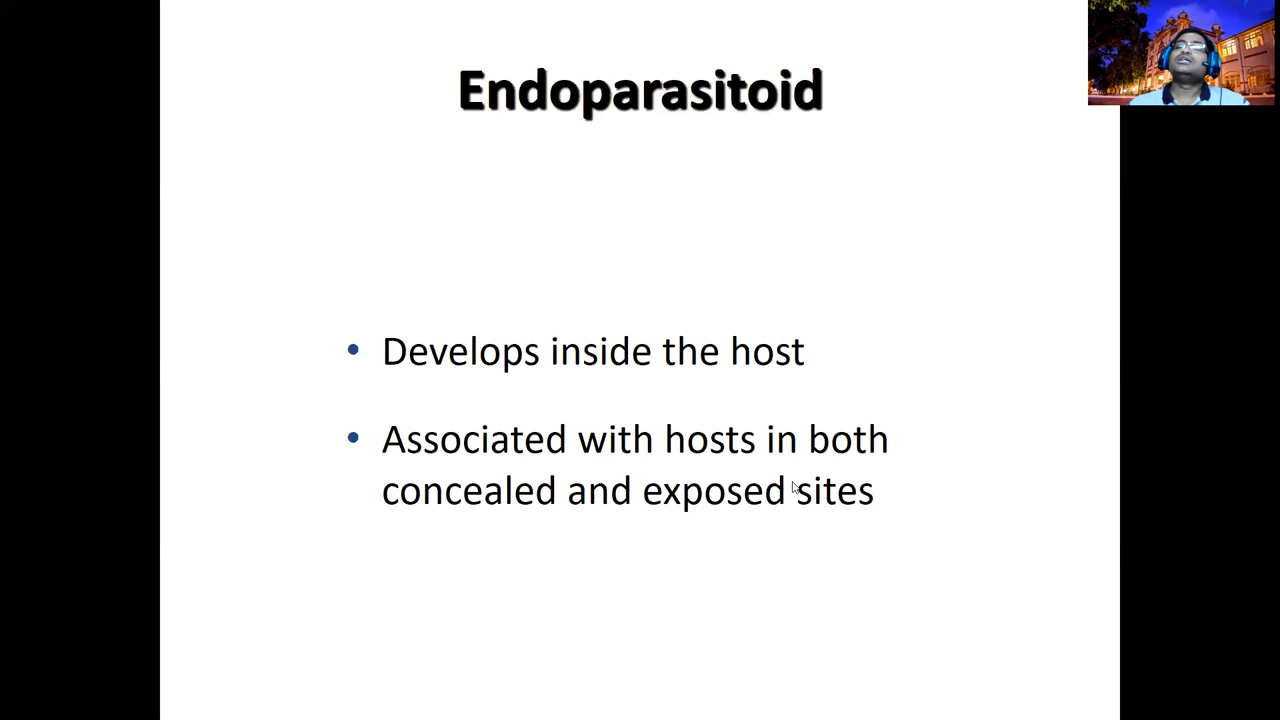 Endoparasitoid
• Develops inside the host
• Associated with hosts in both
concealed and exposed sites